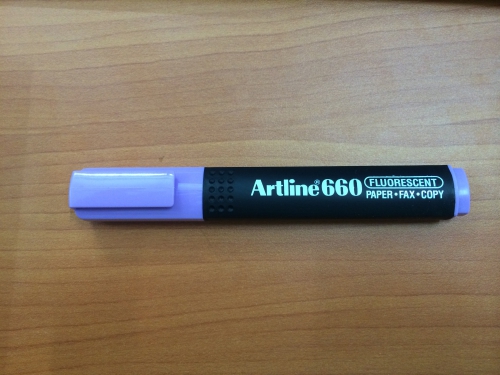 Artline® 660 FLUORESCENT
PAPER • FAX • COPY